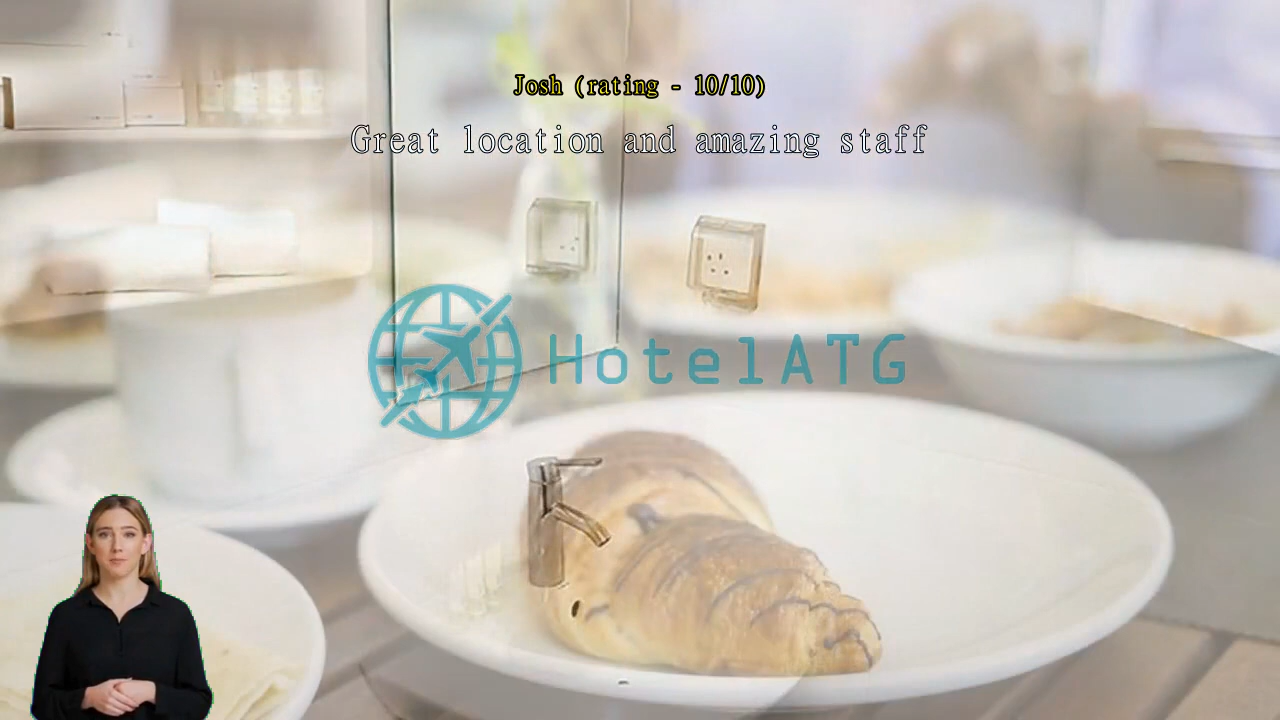 Josh (rating - 10/10)
Great location and amazing staff
HotelATG